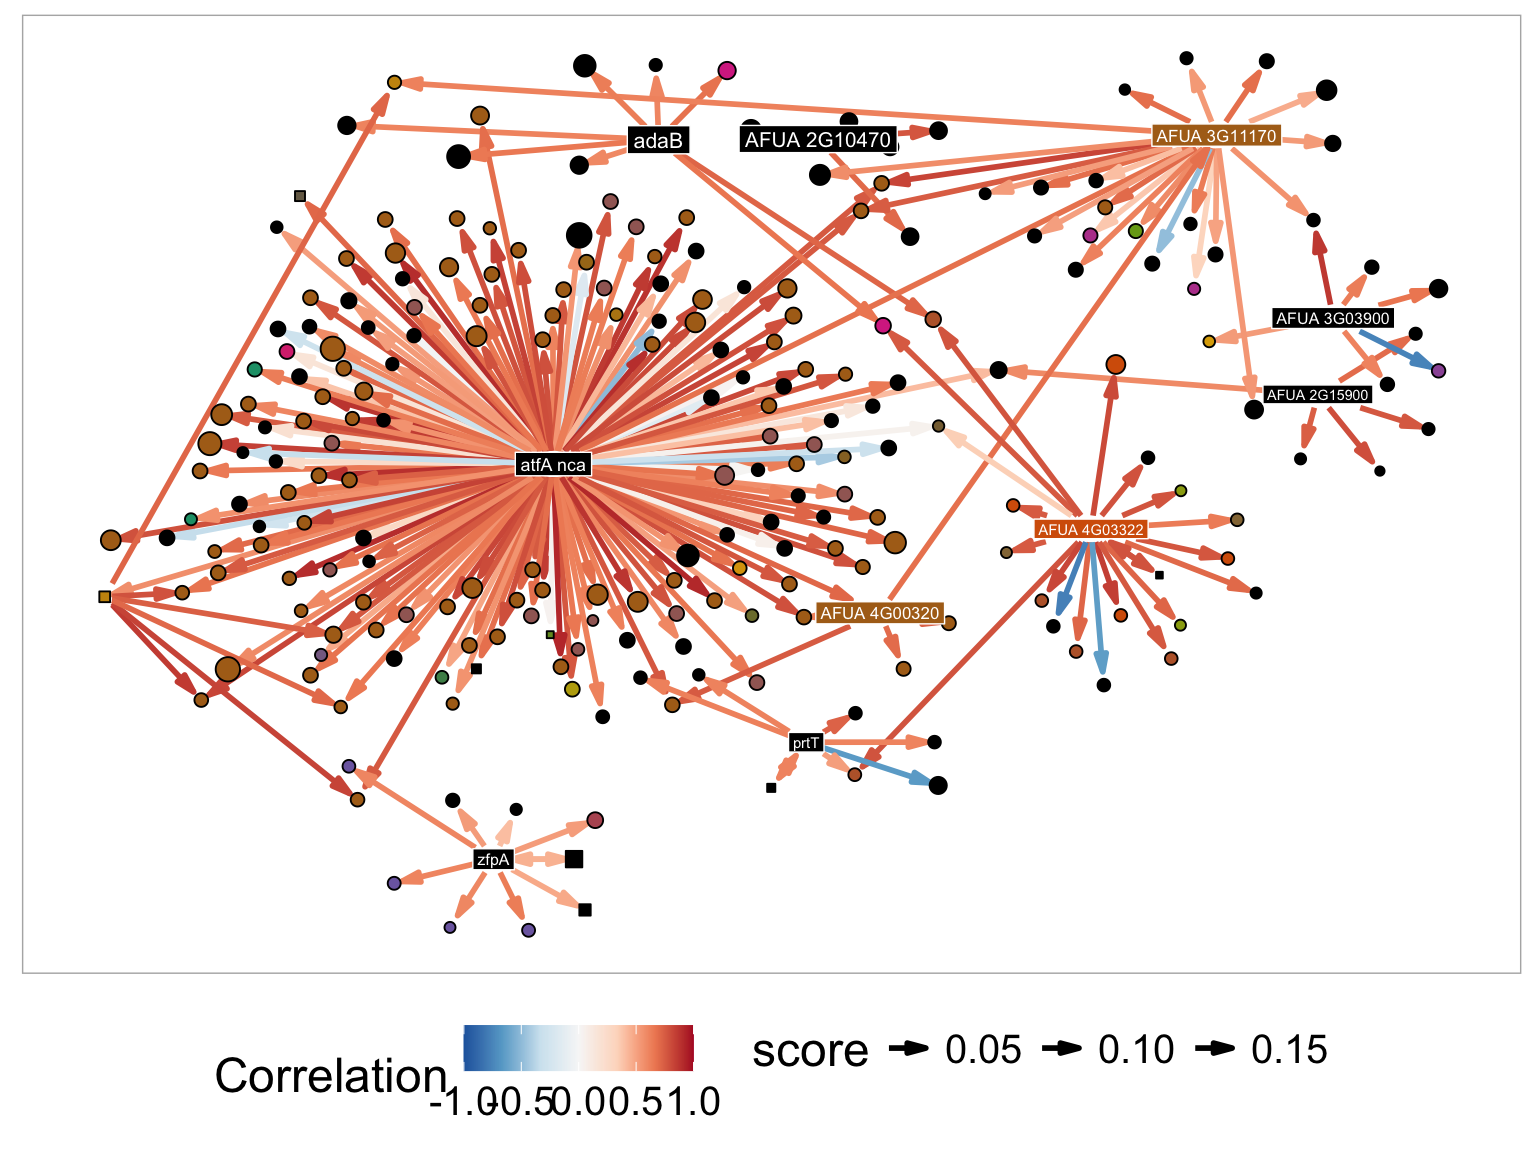 adaB
AFUA 2G10470
AFUA 3G11170
AFUA 3G03900
AFUA 2G15900
atfA nca
AFUA 4G03322
AFUA 4G00320
prtT
zfpA
Correlation
-1.0 -0.5 0.0 0.5 1.0
score 0.05 0.10 0.15